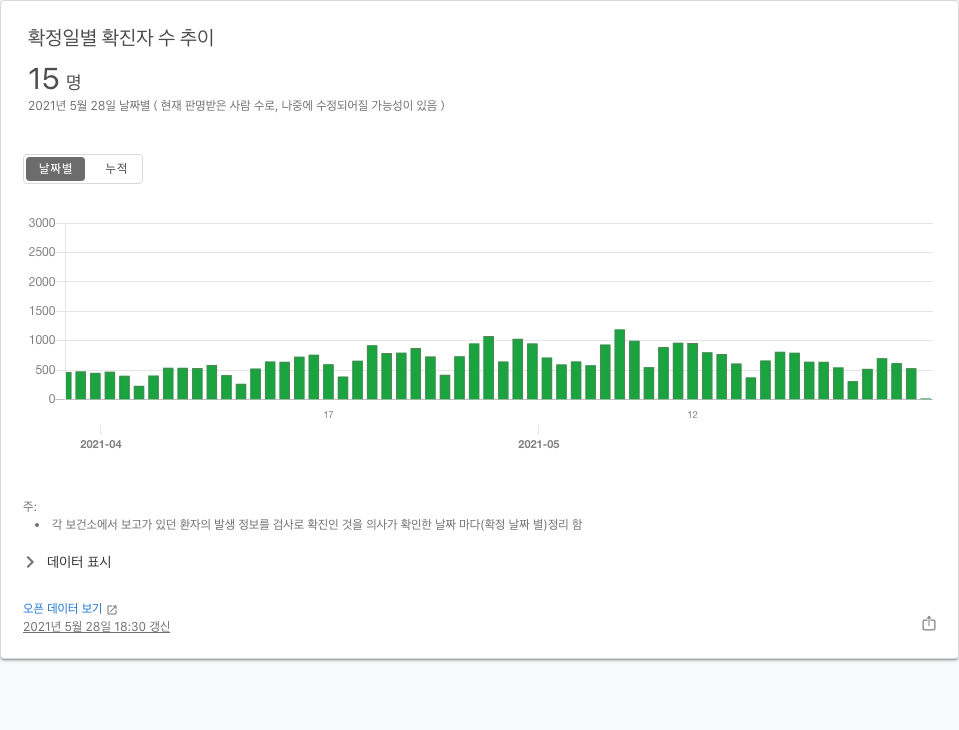 확정일별 확진자 수 추이
15 명
2021년 5월 28일 날짜별 ( 현재 판명받은 사람 수로, 나중에 수정되어질 가능성이 있음 )
날짜별 누적
3000
2500
2000
1500
1000
500
0
17 12
2021-04 2021-05
주:
• 각 보건소에서 보고가 있던 환자의 발생 정보를 검사로 확진인 것을 의사가 확인한 날짜 마다(확정 날짜 별)정리 함
데이터 표시
오픈 데이터 보기
2021년 5월 28일 18:30 갱신